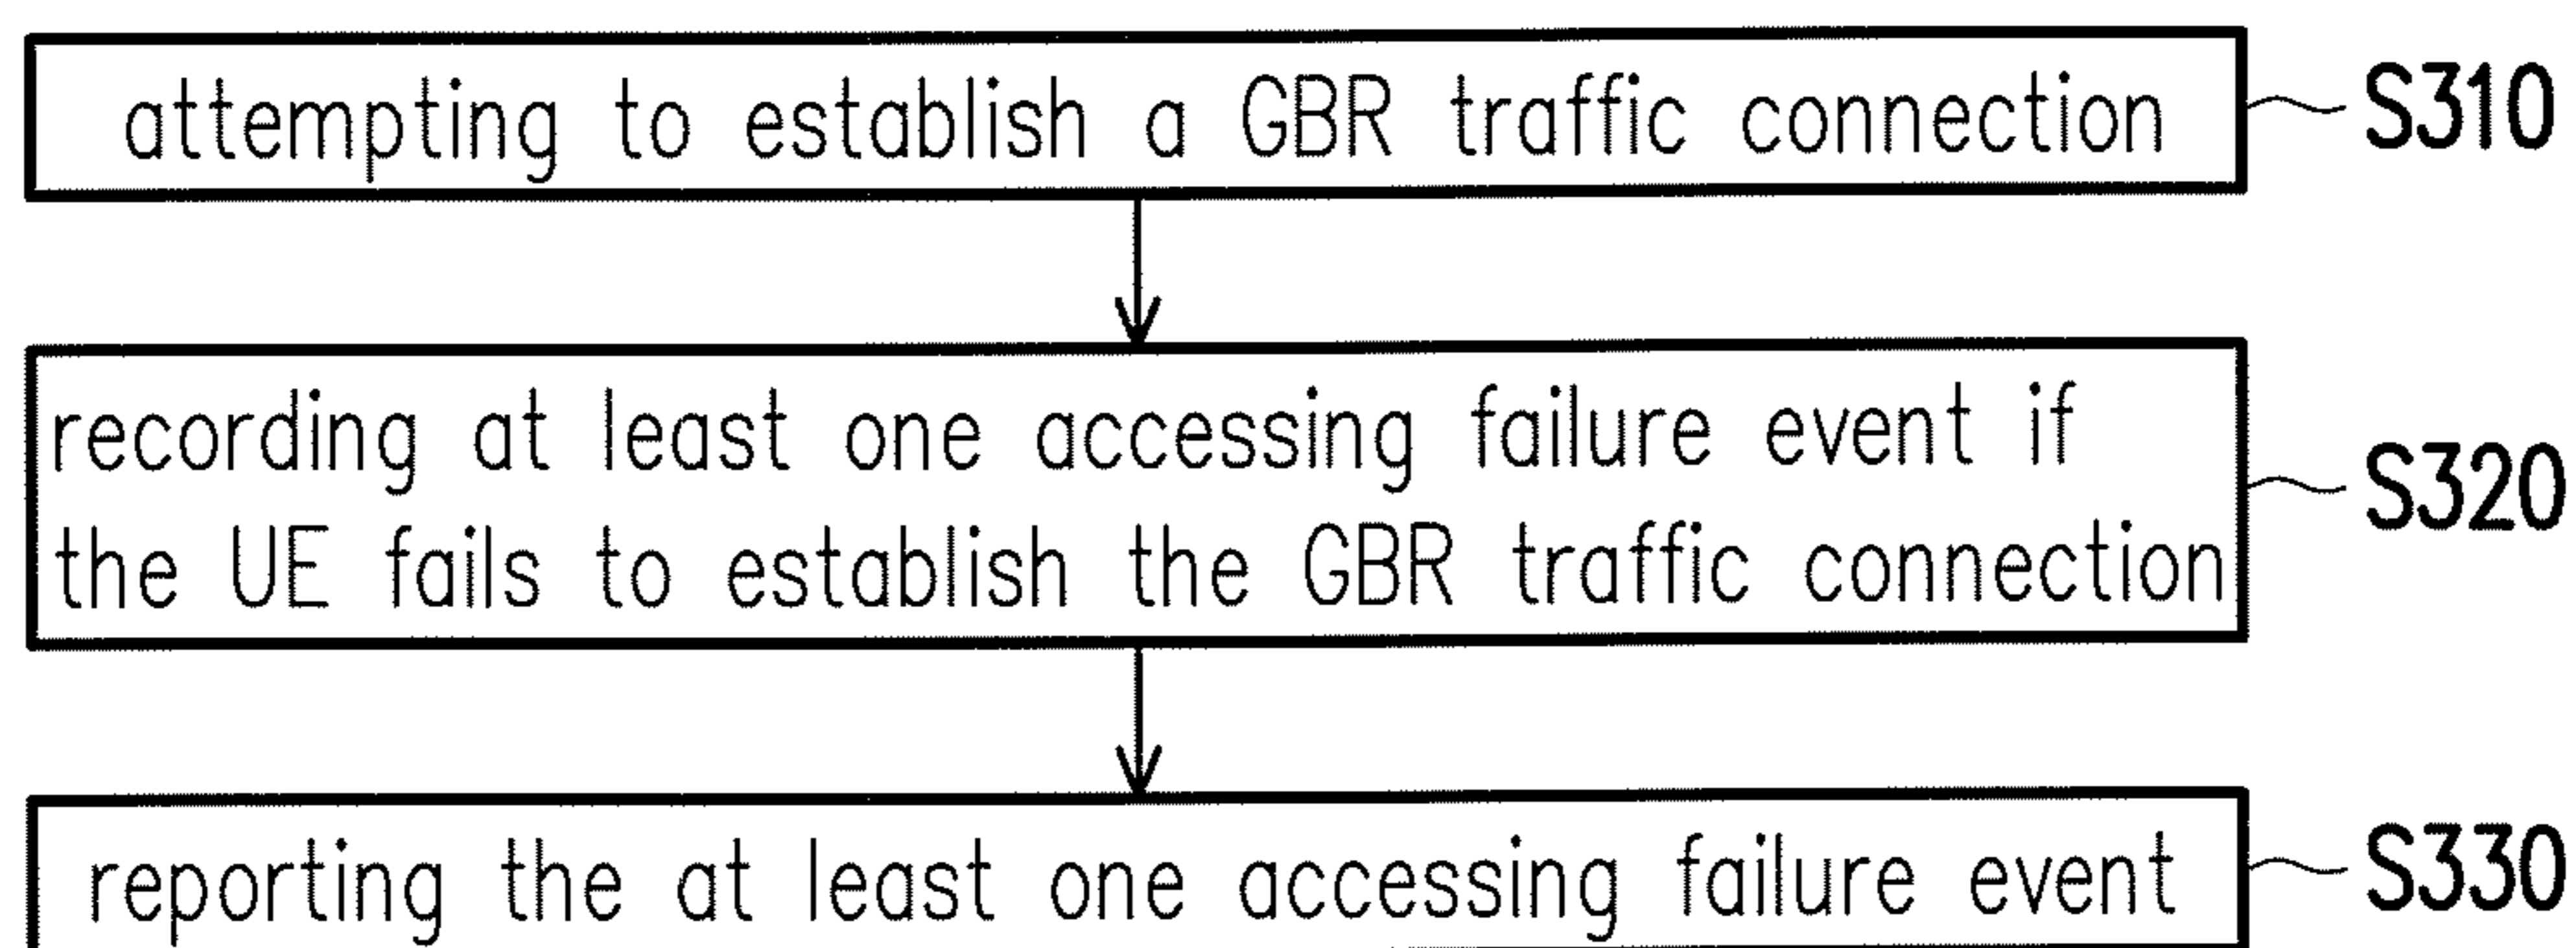 attempting to establish a GBR traffic connection S310
recording at least one accessing failure event if
the UE fails to establish the GBR traffic connection S320
reporting the at least one accessing failure event S330